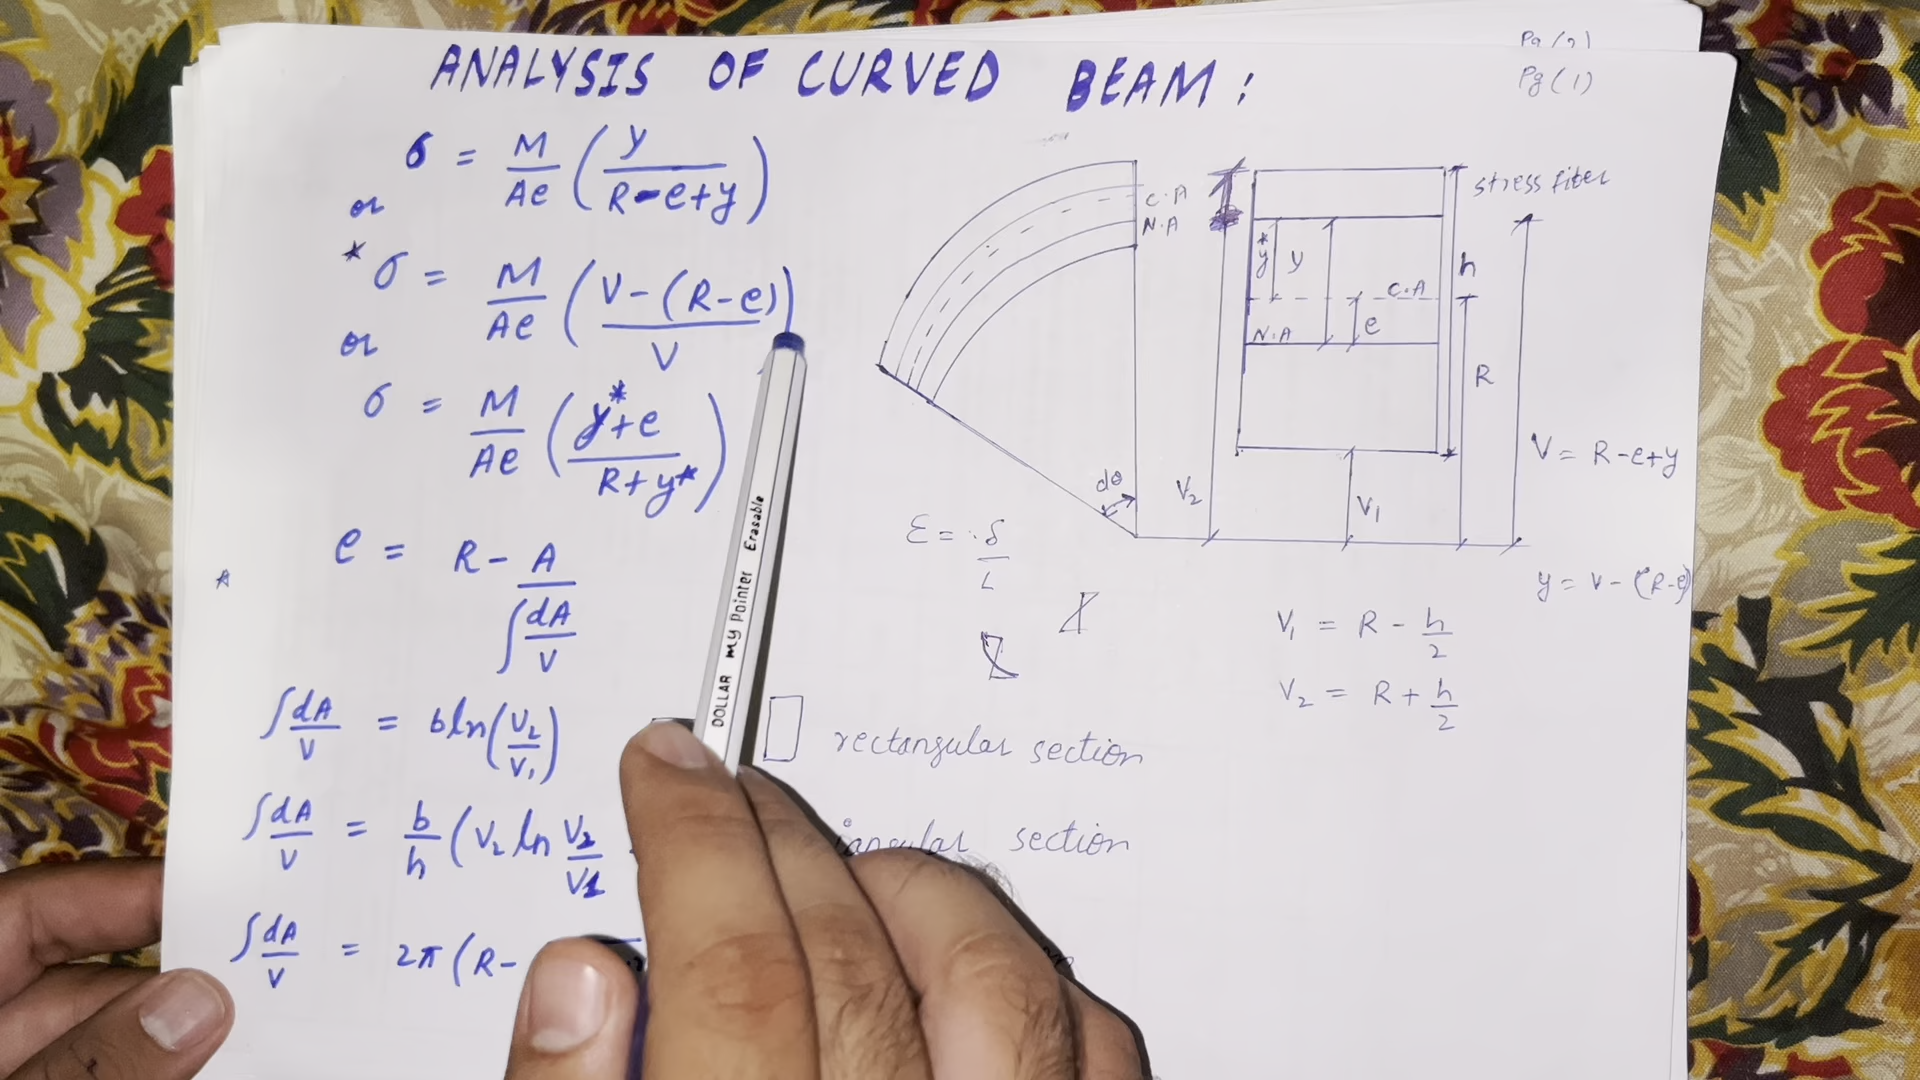 ANALYSIS OF CURVED BEAM :
Pg (2)
Pg (1)
σ = M/Ae ( y / R-e+y )
or
* σ = M/Ae ( V-(R-e) / V )
or
σ = M/Ae ( y*+e / R+y* )
* e = R - A / ∫dA/V
∫dA/V = b ln(V₂/V₁)
rectangular section
∫dA/V = b/h (V₂ ln V₂/V1
section
∫dA/V = 2π (R-
C.A
N.A
dθ
stress fiber
y*
y
h
C.A
e
N.A
R
V₂
V₁
V = R-e+y
ε = δ/L
y = V-(R-e)
V₁ = R - h/2
V₂ = R + h/2
DOLLAR my Pointer Erasable